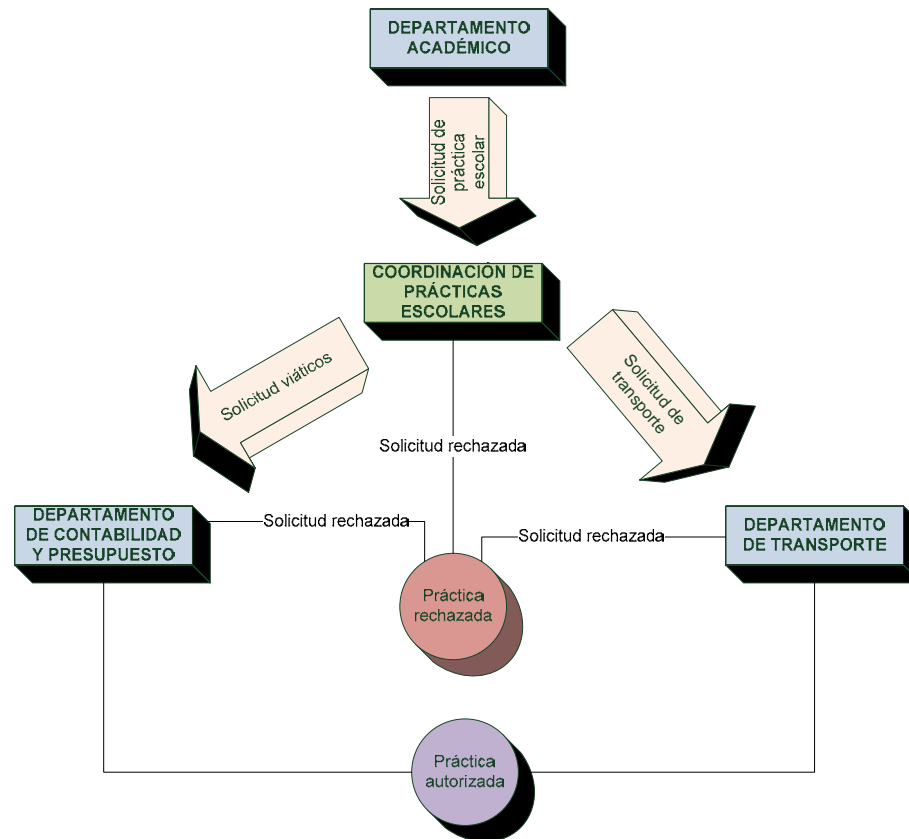 DEPARTAMENTO
ACADÉMICO
Solicitud de
práctica
escolar
COORDINACIÓN DE
PRÁCTICAS
ESCOLARES
Solicitud viáticos
Solicitud de
transporte
Solicitud rechazada
DEPARTAMENTO
DE CONTABILIDAD
Y PRESUPUESTO
Solicitud rechazada
Solicitud rechazada
DEPARTAMENTO
DE TRANSPORTE
Práctica
rechazada
Práctica
autorizada